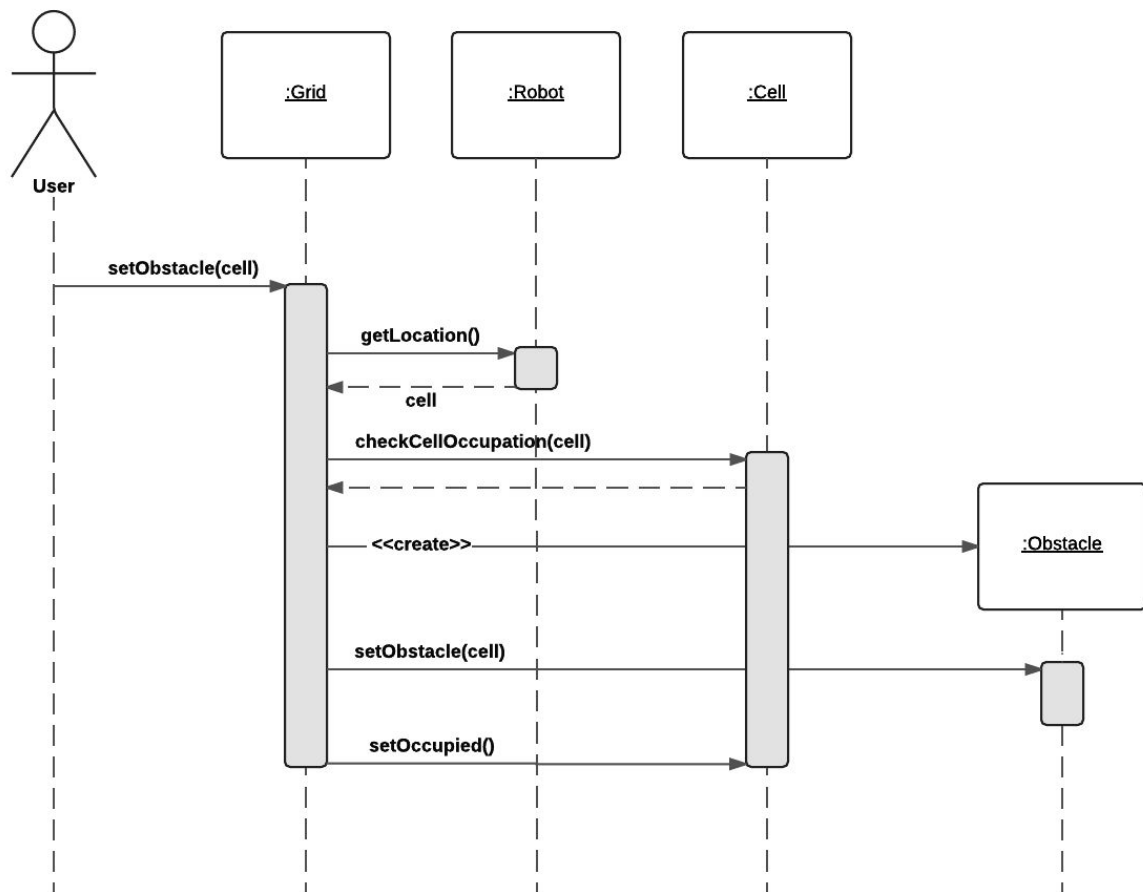 :Grid
:Robot
:Cell
User
setObstacle(cell)
getLocation()
cell
checkCellOccupation(cell)
<<create>>
:Obstacle
setObstacle(cell)
setOccupied()